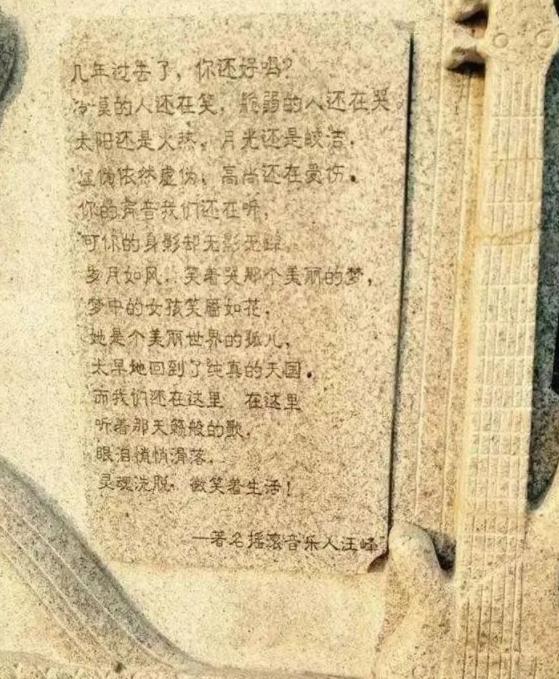 几年过去了，你还好吗？
冷漠的人还在笑，脆弱的人还在哭
太阳还是火热，月光还是皎洁，
虚伪依然虚伪，高尚还在受伤。
你的声音我们还在听，
可你的身影却无影无踪。
岁月如风，笑着哭那个美丽的梦，
梦中的女孩笑靥如花，
她是个美丽世界的孤儿，
太早地回到了纯真的天国。
而我们还在这里 在这里
听着那天籁般的歌，
眼泪悄悄滑落，
灵魂洗脱，微笑着生活！
—著名摇滚音乐人汪峰